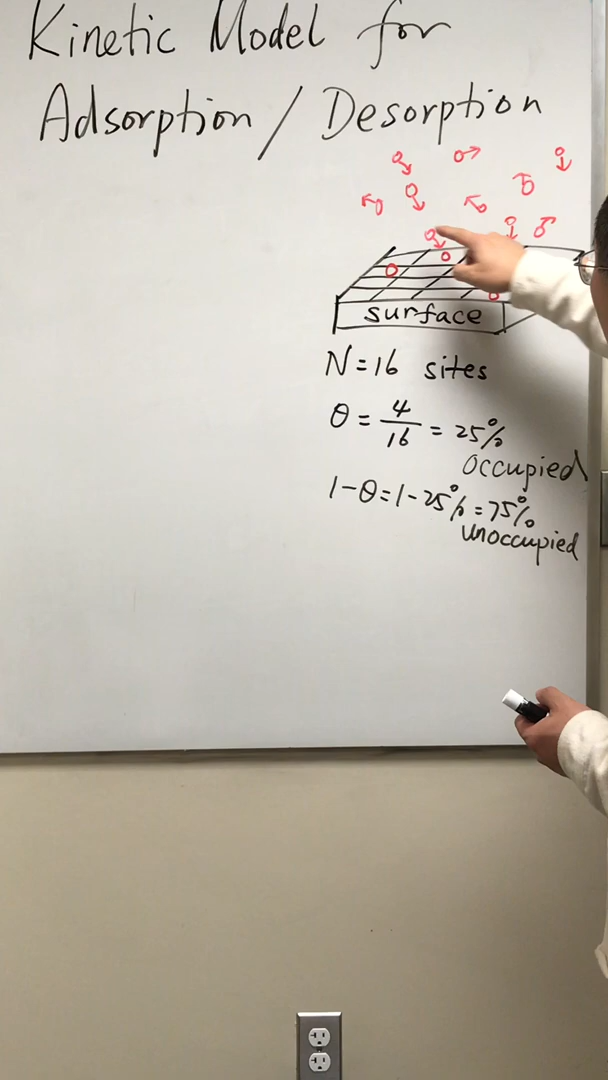 Kinetic Model for
Adsorption / Desorption
surface
N = 16 sites
θ = 4/16 = 25%
occupied
1-θ = 1-25% = 75%
unoccupied